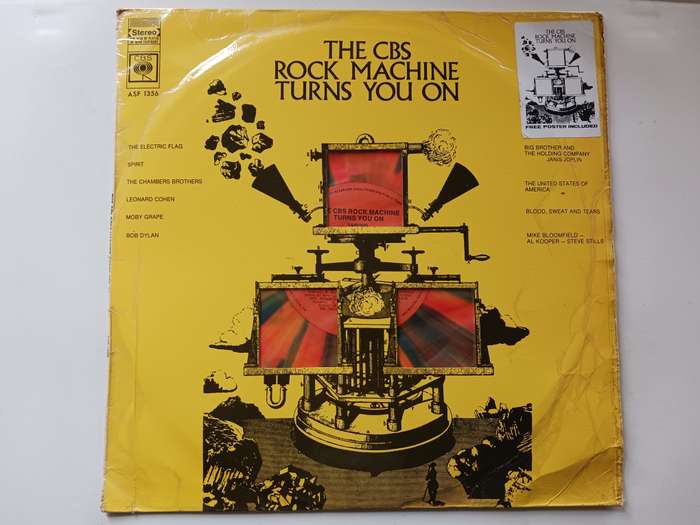 Stereo
CBS
ASF 1356
THE CBS
ROCK MACHINE
TURNS YOU ON
THE CBS
ROCK MACHINE
TURNS YOU ON
FREE POSTER INCLUDED
THE ELECTRIC FLAG
SPIRIT
THE CHAMBERS BROTHERS
LEONARD COHEN
MOBY GRAPE
BOB DYLAN
BIG BROTHER AND
THE HOLDING COMPANY
JANIS JOPLIN
THE UNITED STATES OF
AMERICA
BLOOD, SWEAT AND TEARS
MIKE BLOOMFIELD –
AL KOOPER – STEVE STILLS
CBS ROCK MACHINE
TURNS YOU ON